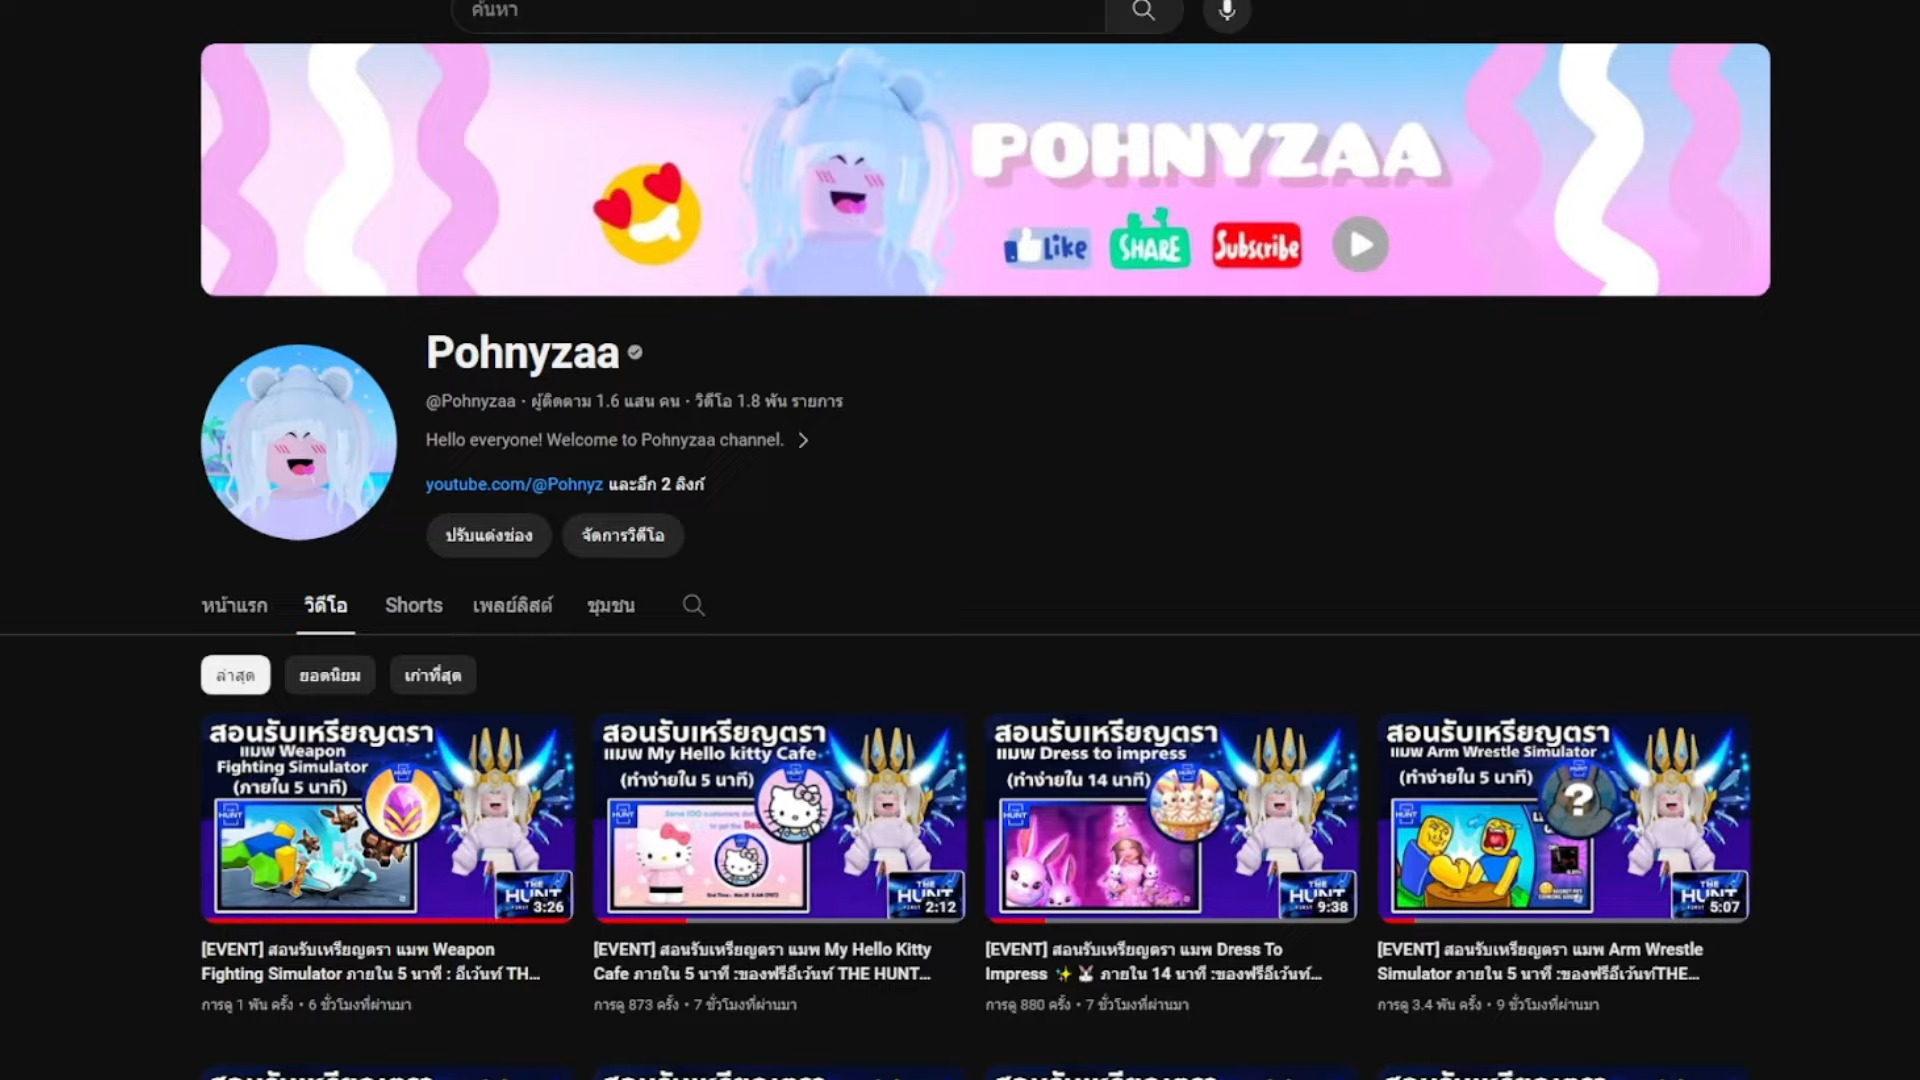 ค้นหา
POHNYZAA
Like
SHARE
Subscribe
Pohnyzaa
@Pohnyzaa · ผู้ติดตาม 1.6 แสน คน · วิดีโอ 1.8 พัน รายการ
Hello everyone! Welcome to Pohnyzaa channel.
youtube.com/@Pohnyz และอีก 2 ลิงก์
ปรับแต่งช่อง
จัดการวิดีโอ
หน้าแรก วิดีโอ Shorts เพลย์ลิสต์ ชุมชน
ล่าสุด ยอดนิยม เก่าที่สุด
สอนรับเหรียญตรา
แมพ Weapon
Fighting Simulator
(ภายใน 5 นาที)
HUNT
THE
HUNT
3:26
สอนรับเหรียญตรา
แมพ My Hello kitty Cafe
(ทำง่ายใน 5 นาที)
HUNT
THE
HUNT
2:12
สอนรับเหรียญตรา
แมพ Dress to impress
(ทำง่ายใน 14 นาที)
HUNT
THE
HUNT
9:38
สอนรับเหรียญตรา
แมพ Arm Wrestle Simulator
(ทำง่ายใน 5 นาที)
HUNT
THE
HUNT
5:07
[EVENT] สอนรับเหรียญตรา แมพ Weapon
Fighting Simulator ภายใน 5 นาที : อีเว้นท์ TH...
การดู 1 พัน ครั้ง • 6 ชั่วโมงที่ผ่านมา
[EVENT] สอนรับเหรียญตรา แมพ My Hello Kitty
Cafe ภายใน 5 นาที :ของฟรีอีเว้นท์ THE HUNT...
การดู 873 ครั้ง • 7 ชั่วโมงที่ผ่านมา
[EVENT] สอนรับเหรียญตรา แมพ Dress To
Impress ✨ 🐰 ภายใน 14 นาที :ของฟรีอีเว้นท์...
การดู 880 ครั้ง • 7 ชั่วโมงที่ผ่านมา
[EVENT] สอนรับเหรียญตรา แมพ Arm Wrestle
Simulator ภายใน 5 นาที :ของฟรีอีเว้นท์THE...
การดู 3.4 พัน ครั้ง • 9 ชั่วโมงที่ผ่านมา